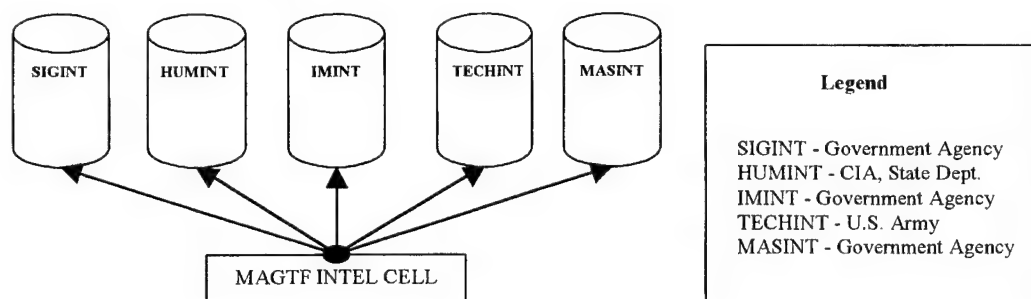 SIGINT
HUMINT
IMINT
TECHINT
MASINT
MAGTF INTEL CELL
Legend
SIGINT - Government Agency
HUMINT - CIA, State Dept.
IMINT - Government Agency
TECHINT - U.S. Army
MASINT - Government Agency